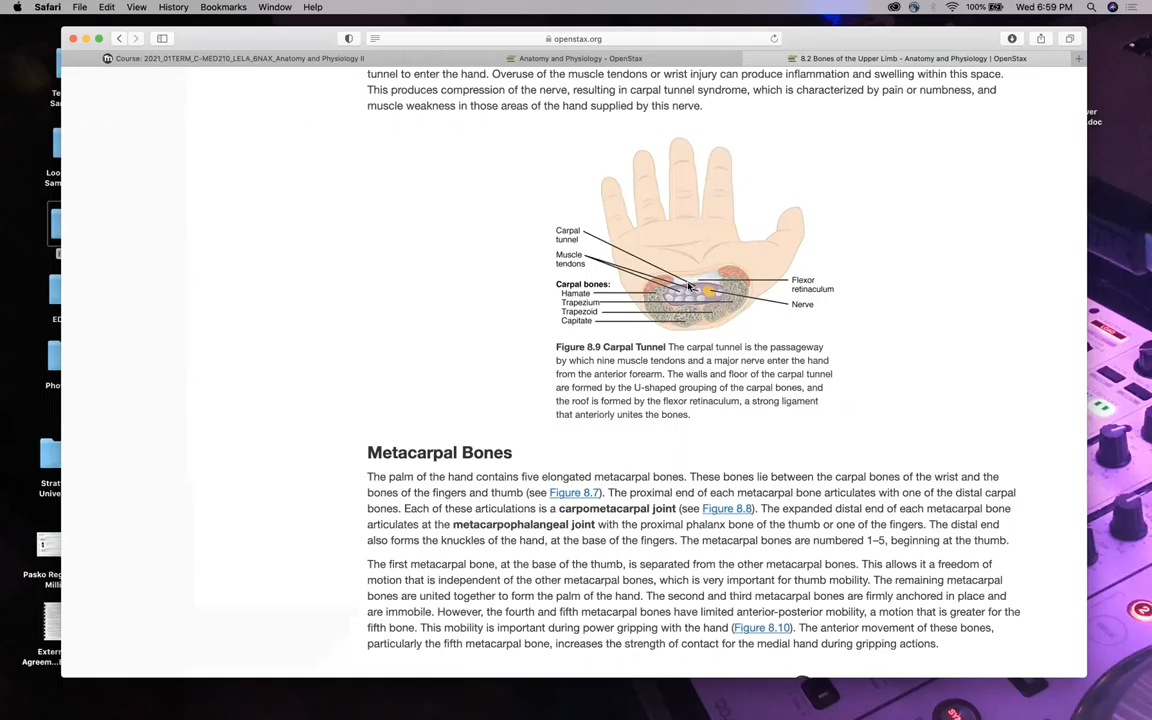 Safari File Edit View History Bookmarks Window Help 100% Wed 6:59 PM
openstax.org
Course: 2021_01TERM_C-MED210_LELA_6NAX_Anatomy and Physiology II
Anatomy and Physiology - OpenStax
8.2 Bones of the Upper Limb - Anatomy and Physiology | OpenStax
tunnel to enter the hand. Overuse of the muscle tendons or wrist injury can produce inflammation and swelling within this space.
This produces compression of the nerve, resulting in carpal tunnel syndrome, which is characterized by pain or numbness, and
muscle weakness in those areas of the hand supplied by this nerve.
Carpal
tunnel
Muscle
tendons
Carpal bones:
Hamate
Trapezium
Trapezoid
Capitate
Flexor
retinaculum
Nerve
Figure 8.9 Carpal Tunnel The carpal tunnel is the passageway
by which nine muscle tendons and a major nerve enter the hand
from the anterior forearm. The walls and floor of the carpal tunnel
are formed by the U-shaped grouping of the carpal bones, and
the roof is formed by the flexor retinaculum, a strong ligament
that anteriorly unites the bones.
Metacarpal Bones
The palm of the hand contains five elongated metacarpal bones. These bones lie between the carpal bones of the wrist and the
bones of the fingers and thumb (see Figure 8.7). The proximal end of each metacarpal bone articulates with one of the distal carpal
bones. Each of these articulations is a carpometacarpal joint (see Figure 8.8). The expanded distal end of each metacarpal bone
articulates at the metacarpophalangeal joint with the proximal phalanx bone of the thumb or one of the fingers. The distal end
also forms the knuckles of the hand, at the base of the fingers. The metacarpal bones are numbered 1–5, beginning at the thumb.
The first metacarpal bone, at the base of the thumb, is separated from the other metacarpal bones. This allows it a freedom of
motion that is independent of the other metacarpal bones, which is very important for thumb mobility. The remaining metacarpal
bones are united together to form the palm of the hand. The second and third metacarpal bones are firmly anchored in place and
are immobile. However, the fourth and fifth metacarpal bones have limited anterior-posterior mobility, a motion that is greater for the
fifth bone. This mobility is important during power gripping with the hand (Figure 8.10). The anterior movement of these bones,
particularly the fifth metacarpal bone, increases the strength of contact for the medial hand during gripping actions.
Loo
Sam
ED
Pho
Strat
Unive
Pasko Reg
Milli
Extern
Agreem...E
doc
LOAD
2